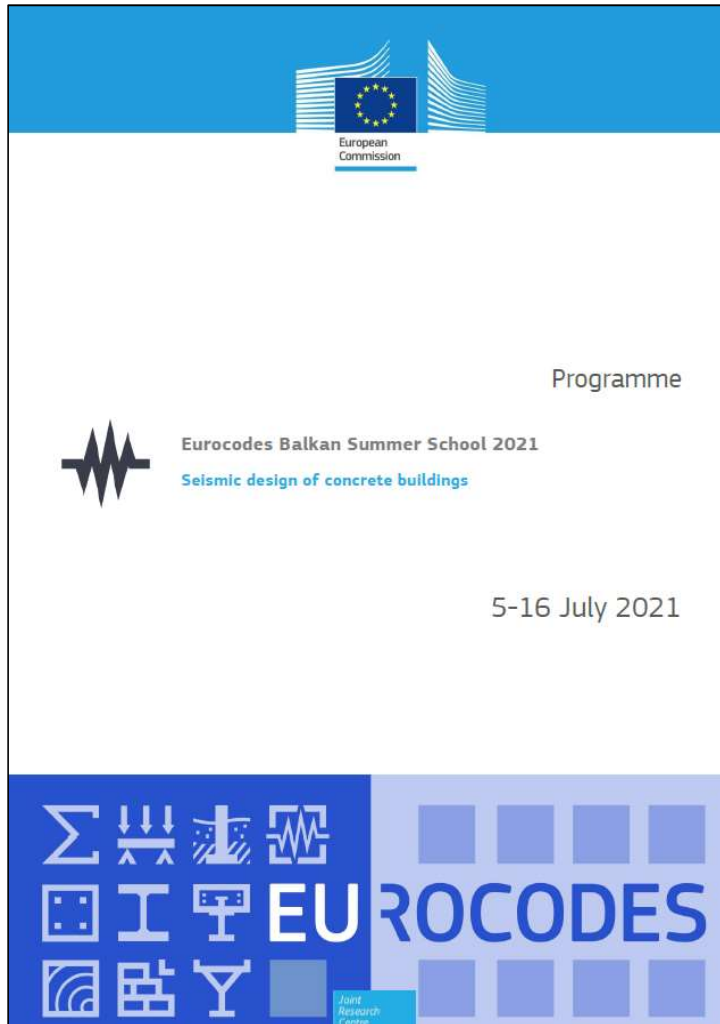 European
Commission
Programme
Eurocodes Balkan Summer School 2021
Seismic design of concrete buildings
5-16 July 2021
EUROCODES
Joint
Research
Centre